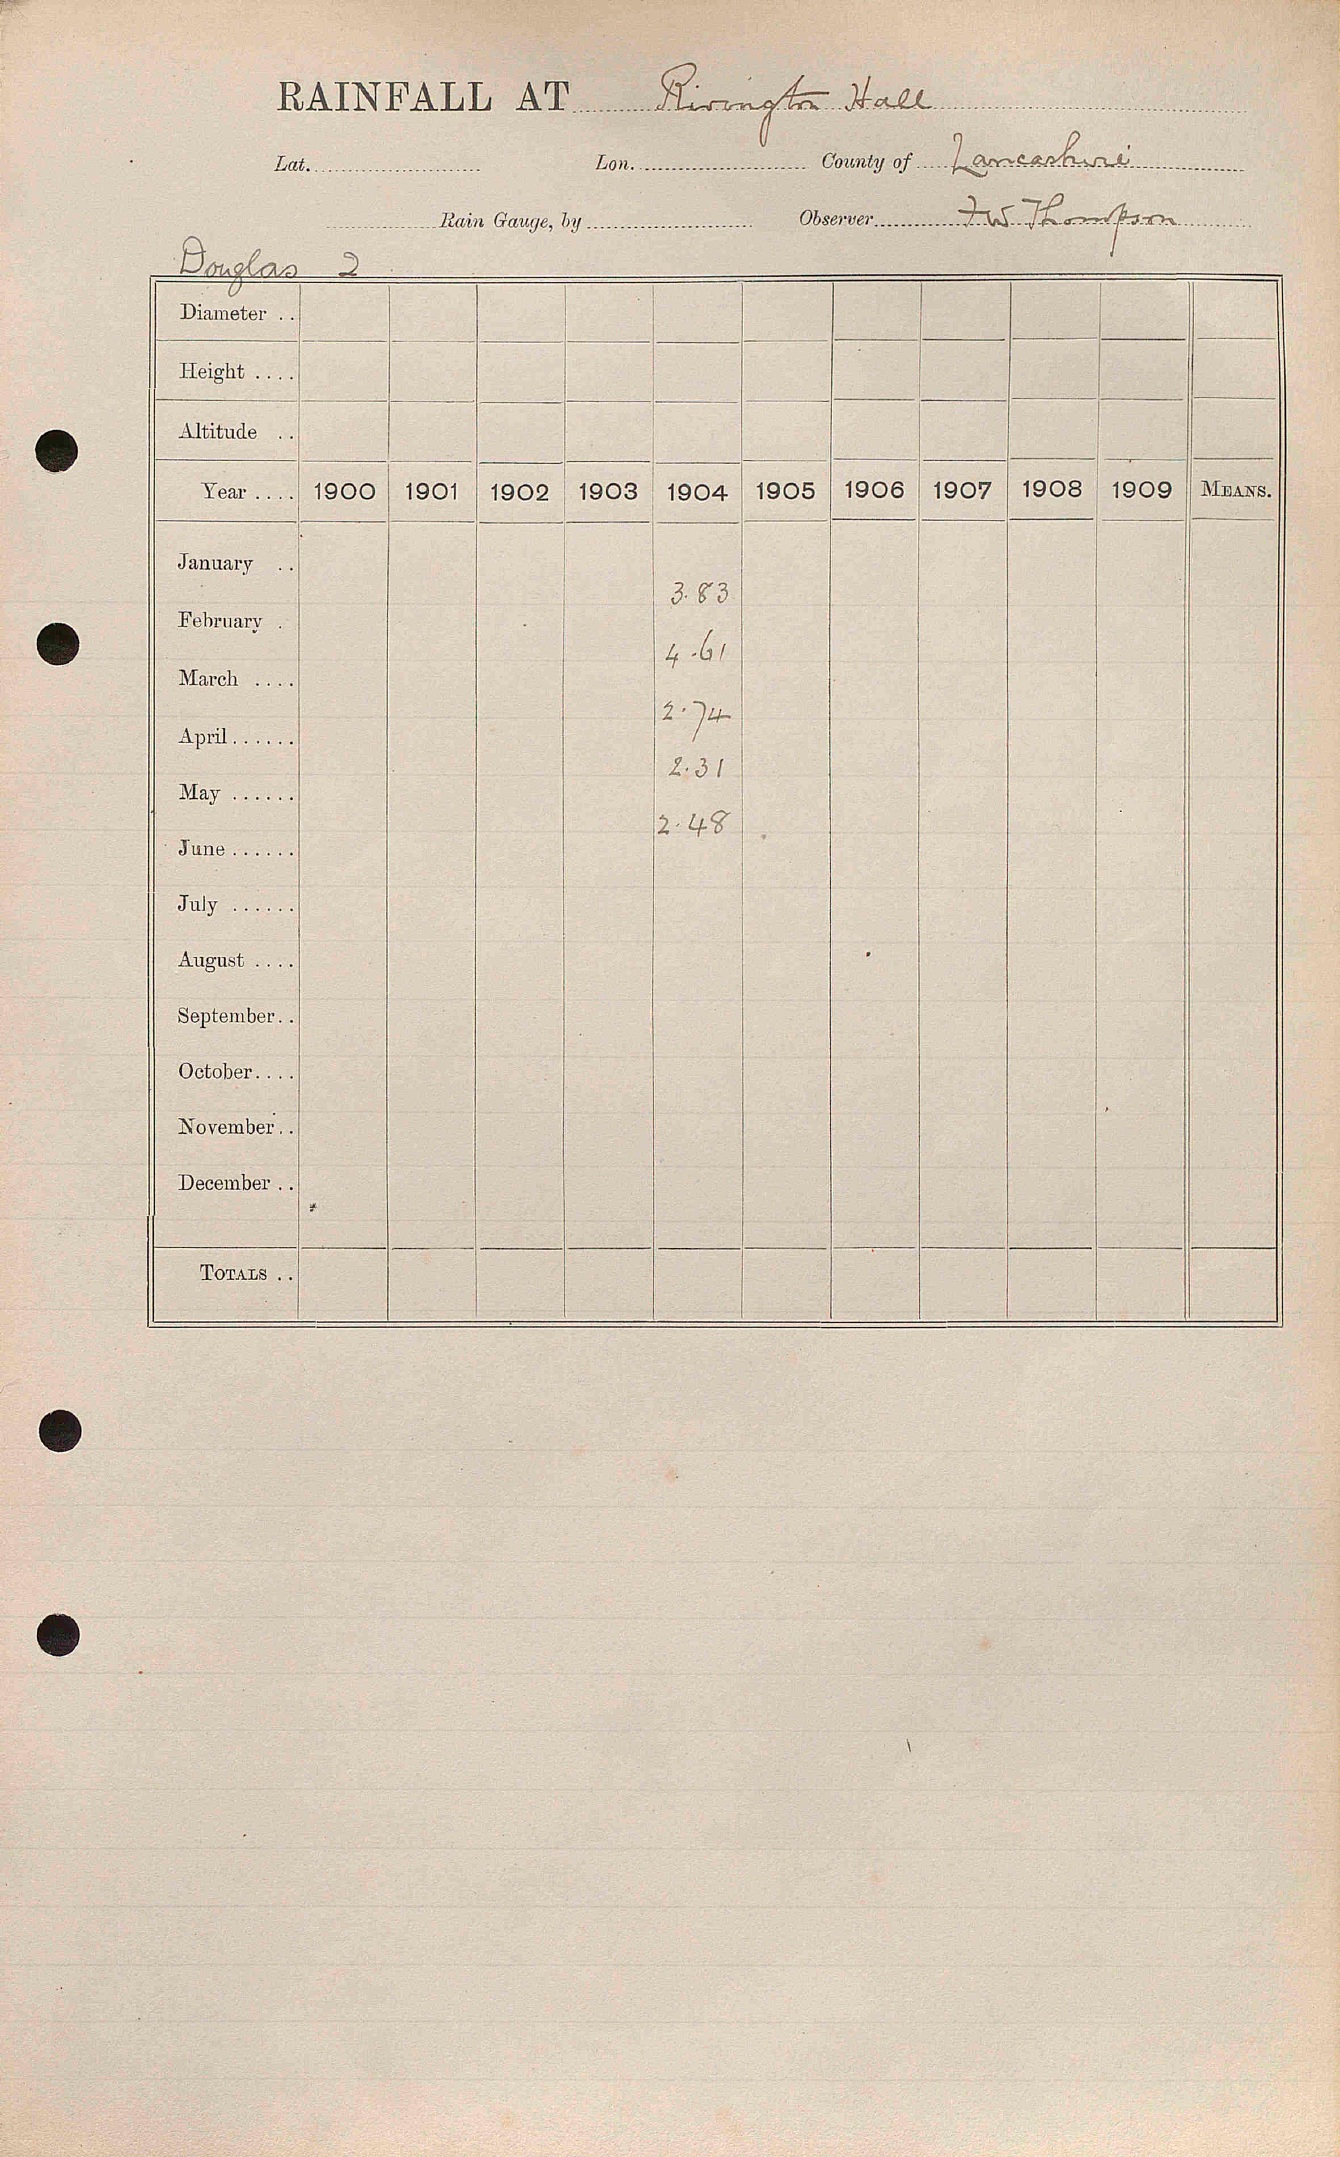 RAINFALL AT Rivington Hall
Lat. Lon. County of Lancashire
Rain Gauge, by Observer FW Thompson
Douglas 2
Diameter ..
Height ....
Altitude ..
Year .... 1900 1901 1902 1903 1904 1905 1906 1907 1908 1909 MEANS.
January ..
3.83
February .
4.61
March ....
2.74
April......
2.31
May ......
2.48
June......
July ......
August ....
September..
October....
November..
December ..
TOTALS ..